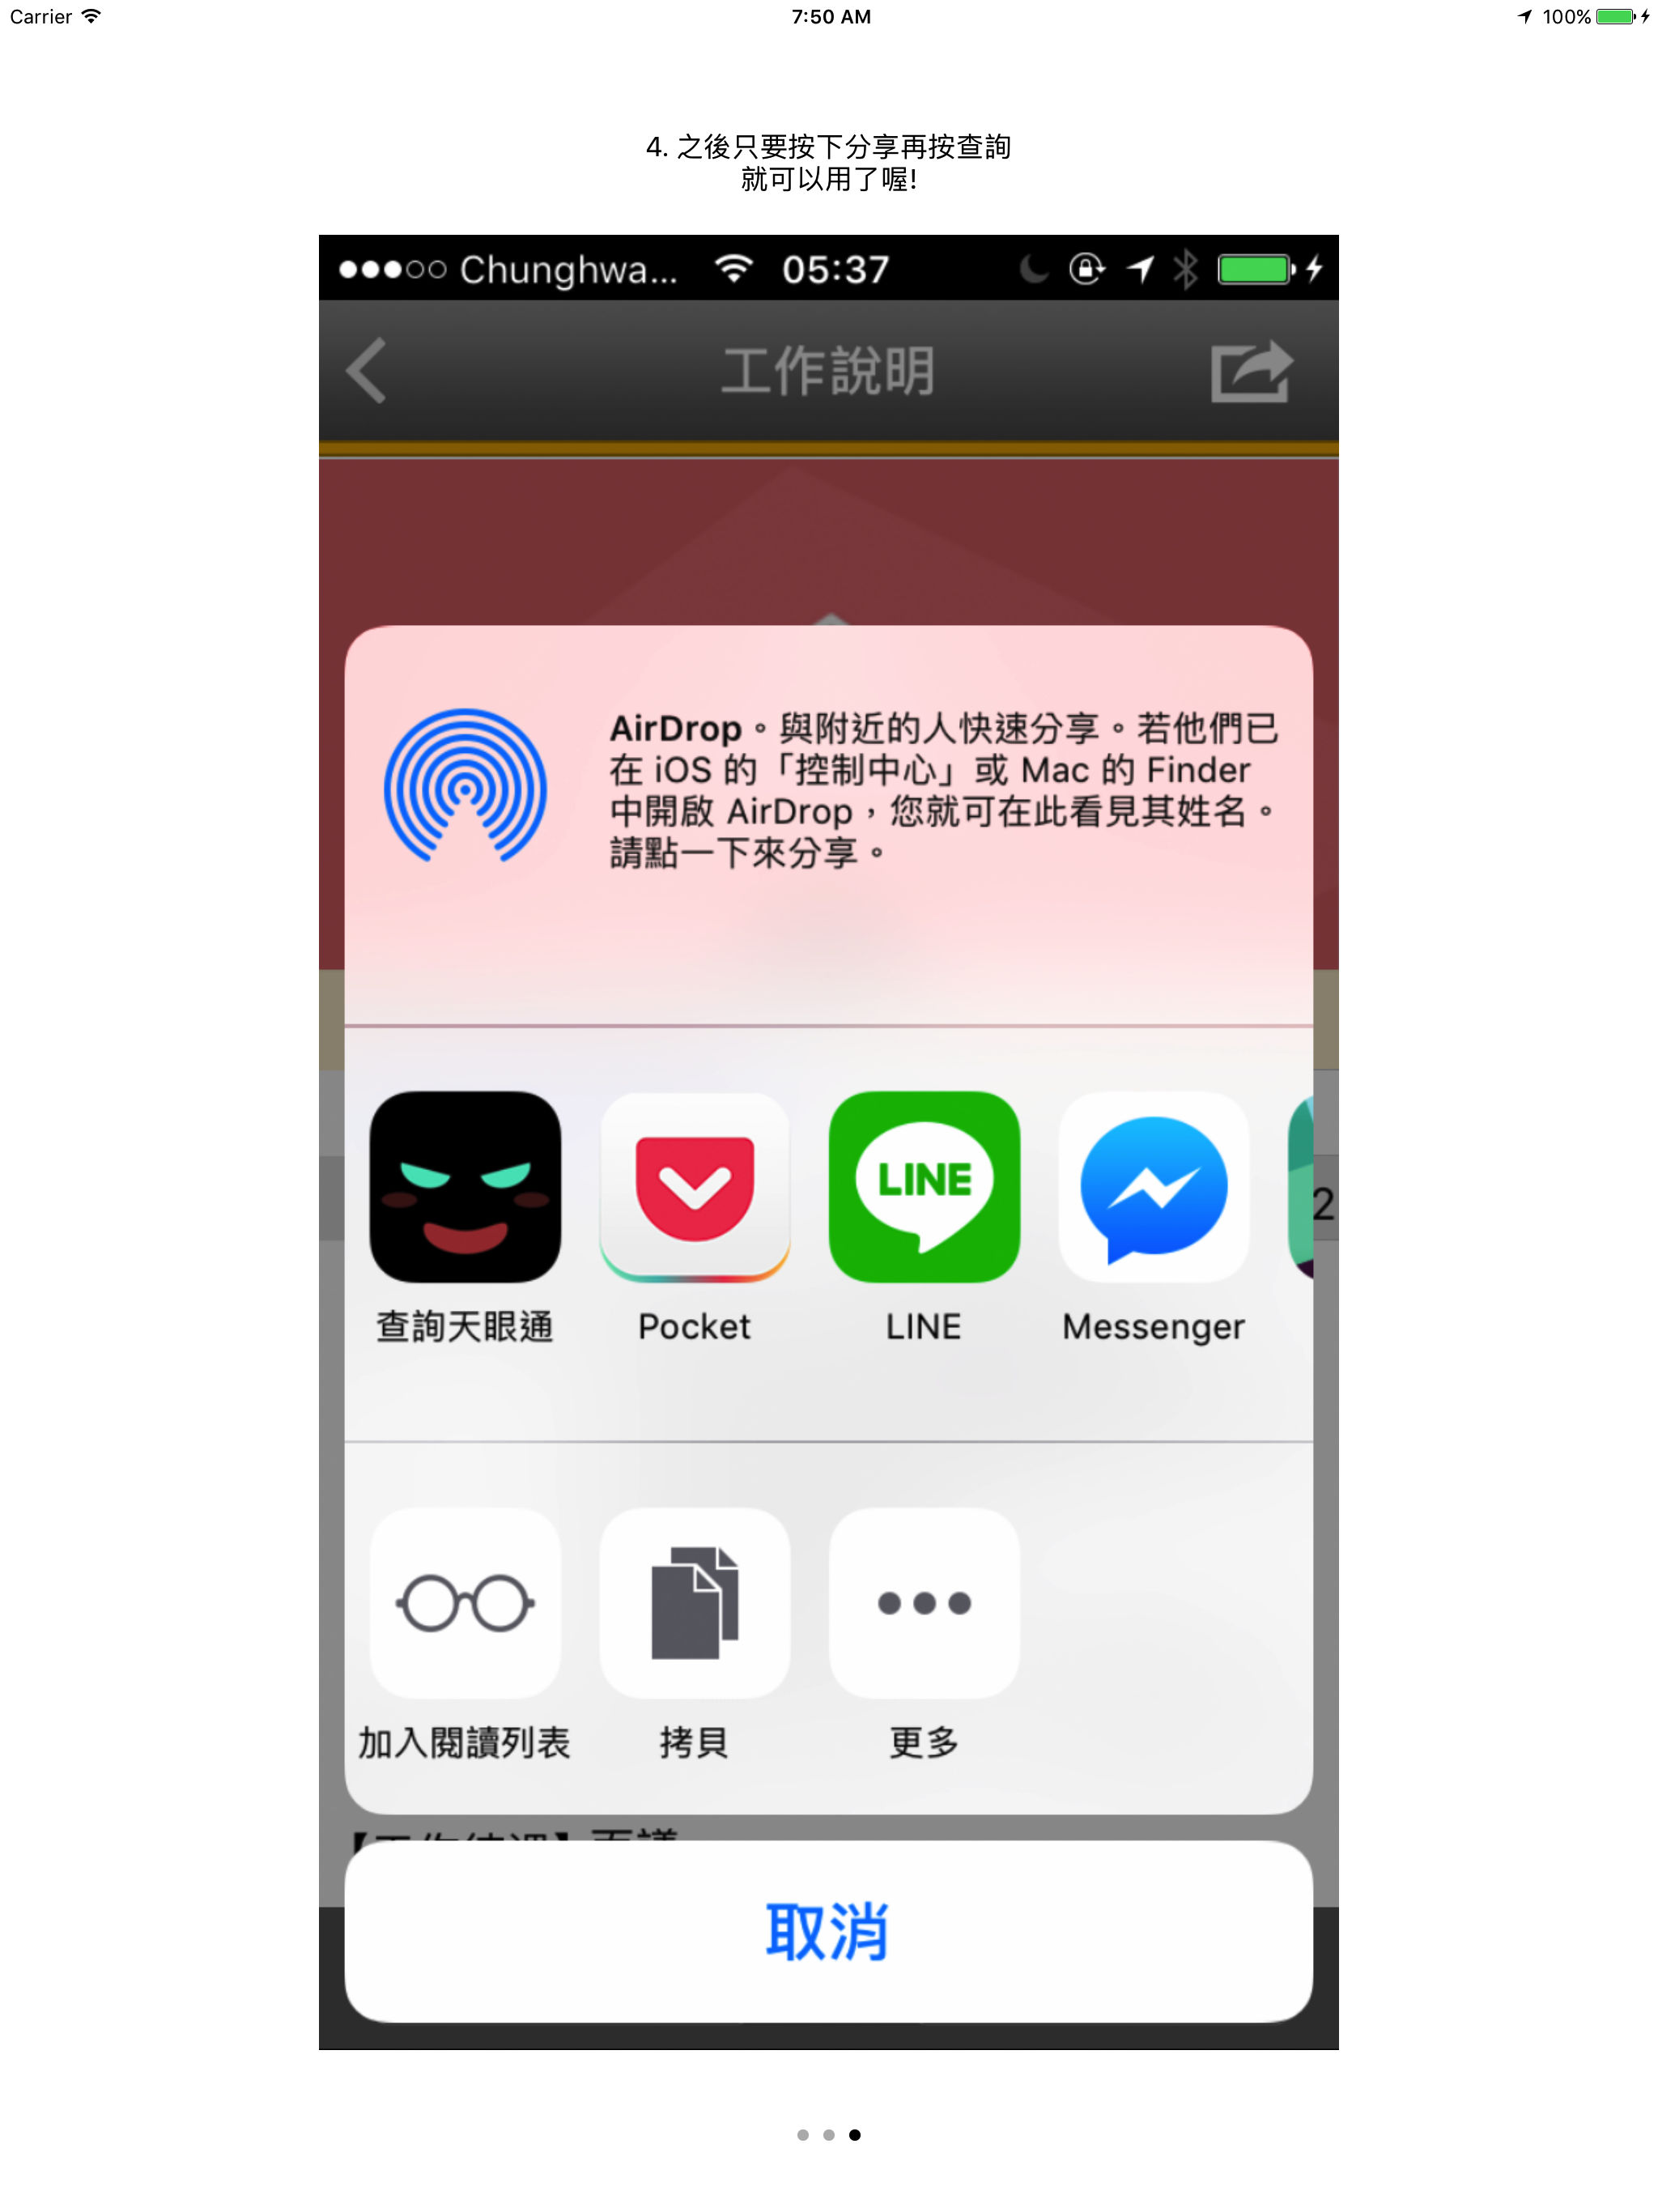 Carrier
7:50 AM
100%
4. 之後只要按下分享再按查詢
就可以用了喔!
Chunghwa...
05:37
工作說明
AirDrop。與附近的人快速分享。若他們已
在 iOS 的「控制中心」或 Mac 的 Finder
中開啟 AirDrop，您就可在此看見其姓名。
請點一下來分享。
LINE
2
查詢天眼通
Pocket
LINE
Messenger
加入閱讀列表
拷貝
更多
取消